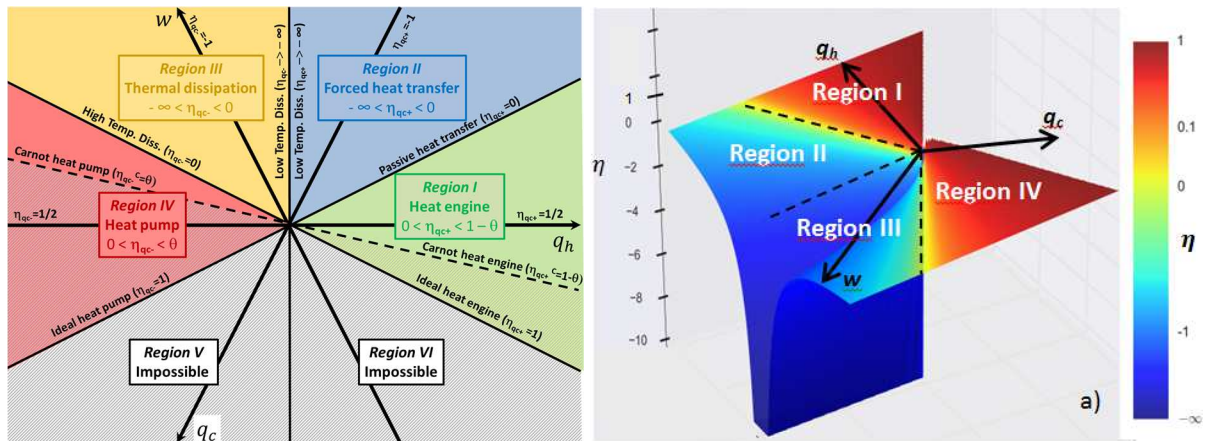 w
η_qc-=-1
Low Temp. Diss. (η_qc- -> - ∞)
Low Temp. Diss. (η_qc+ -> - ∞)
η_qc+=-1
Region III
Thermal dissipation
- ∞ < η_qc- < 0
Region II
Forced heat transfer
- ∞ < η_qc+ < 0
High Temp. Diss. (η_qc-=0)
Passive heat transfer (η_qc+=0)
Carnot heat pump (η_qc-^C=θ)
Region IV
Heat pump
0 < η_qc- < θ
Region I
Heat engine
0 < η_qc+ < 1 − θ
η_qc-=1/2
η_qc+=1/2
q_h
Carnot heat engine (η_qc+^C=1-θ)
Ideal heat pump (η_qc-=1)
Ideal heat engine (η_qc+=1)
Region V
Impossible
Region VI
Impossible
q_c
1
0
-2
-4
-6
-8
-10
η
q_h
Region I
q_c
Region II
Region IV
Region III
w
a)
1
0.1
0
-1
-∞
η